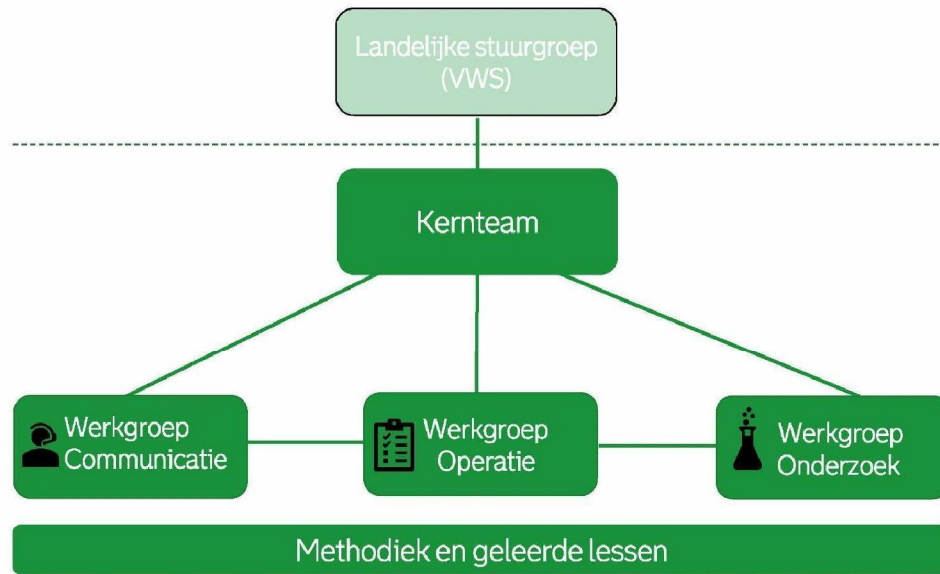 Landelijke stuurgroep
(VWS)
Kernteam
Werkgroep
Communicatie
Werkgroep
Operatie
Werkgroep
Onderzoek
Methodiek en geleerde lessen